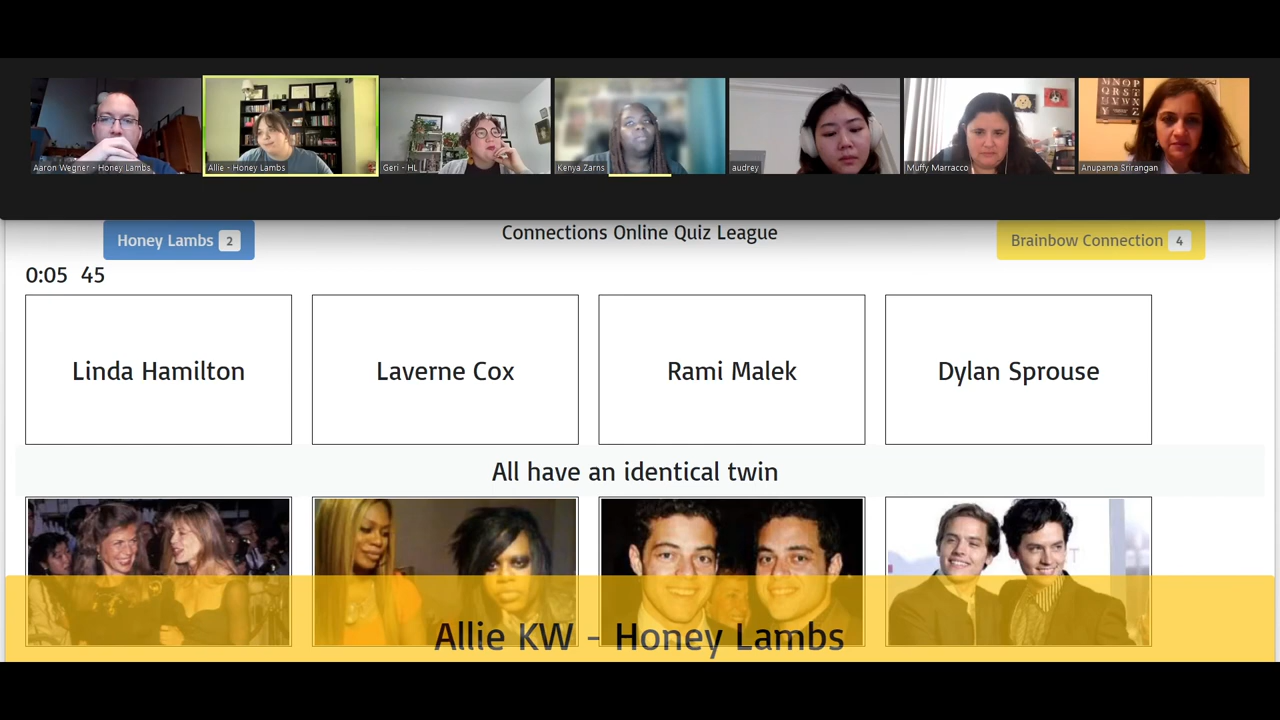 Aaron Wegner - Honey Lambs
Allie - Honey Lambs
Geri - HL
Kenya Zarns
audrey
Muffy Marracco
Anupama Srirangan
Honey Lambs 2
Connections Online Quiz League
Brainbow Connection 4
0:05 45
Linda Hamilton
Laverne Cox
Rami Malek
Dylan Sprouse
All have an identical twin
Allie KW - Honey Lambs